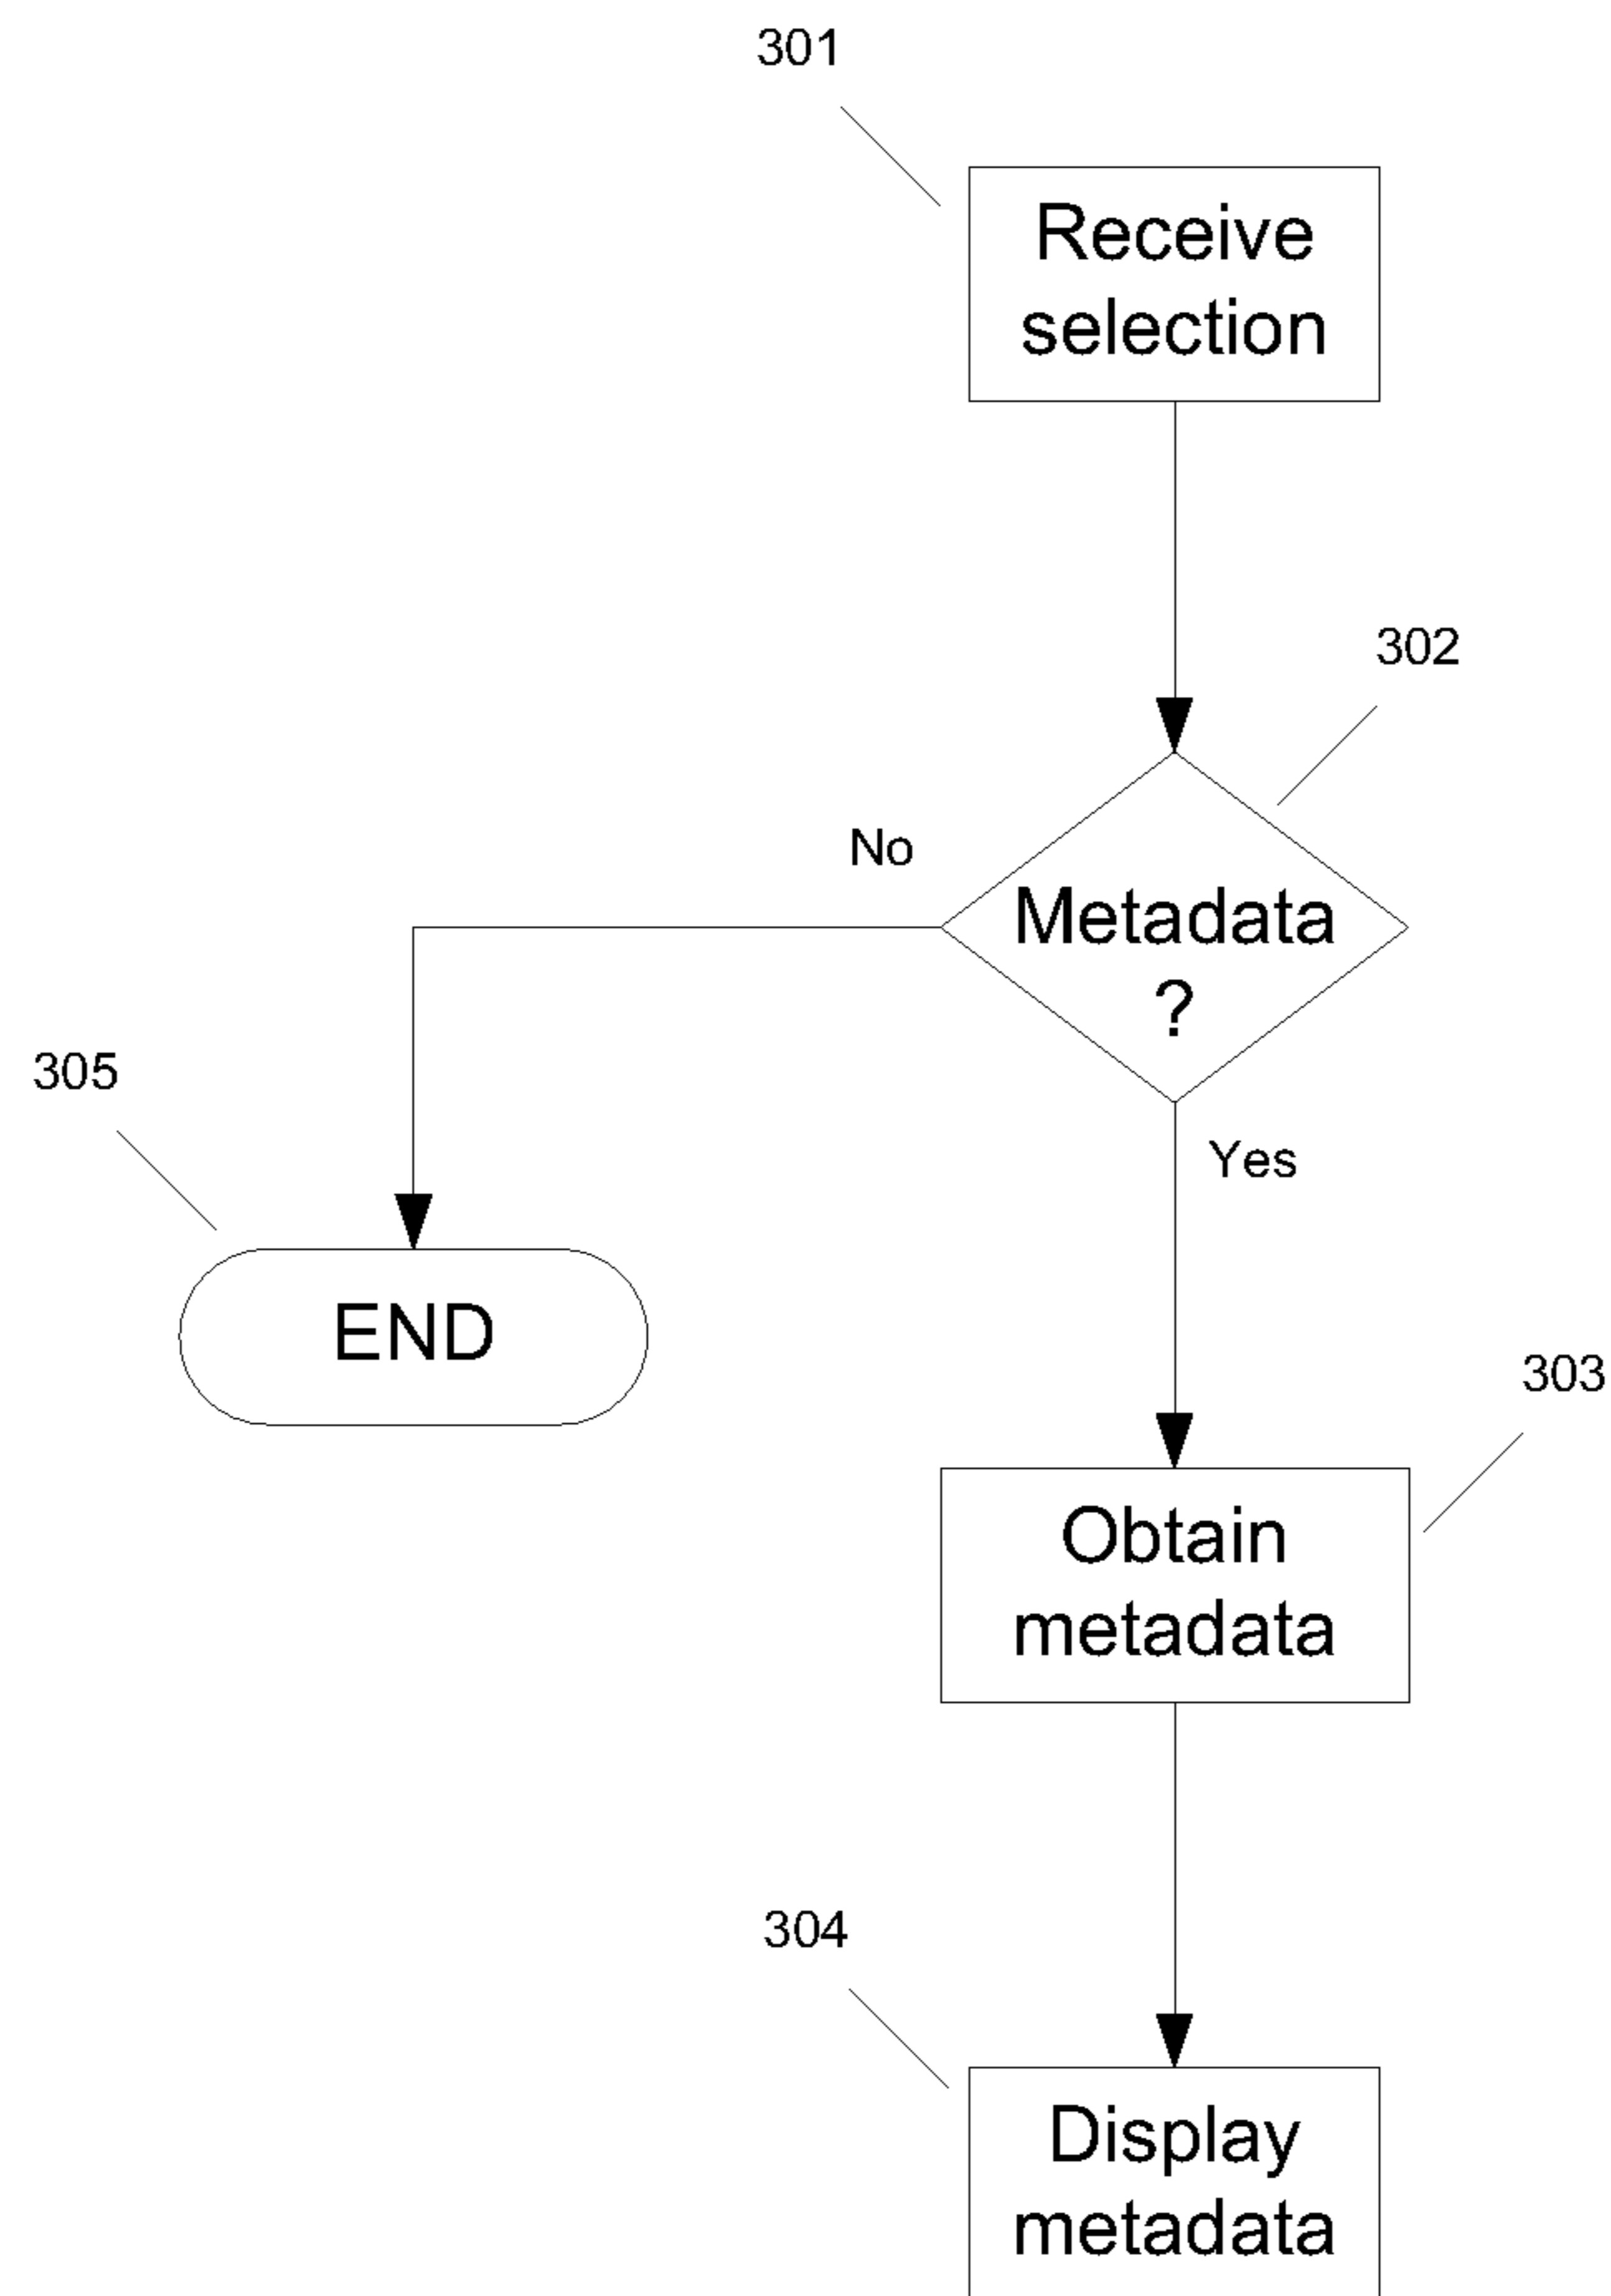 301
Receive
selection
302
No
Metadata
?
305
Yes
END
303
Obtain
metadata
304
Display
metadata